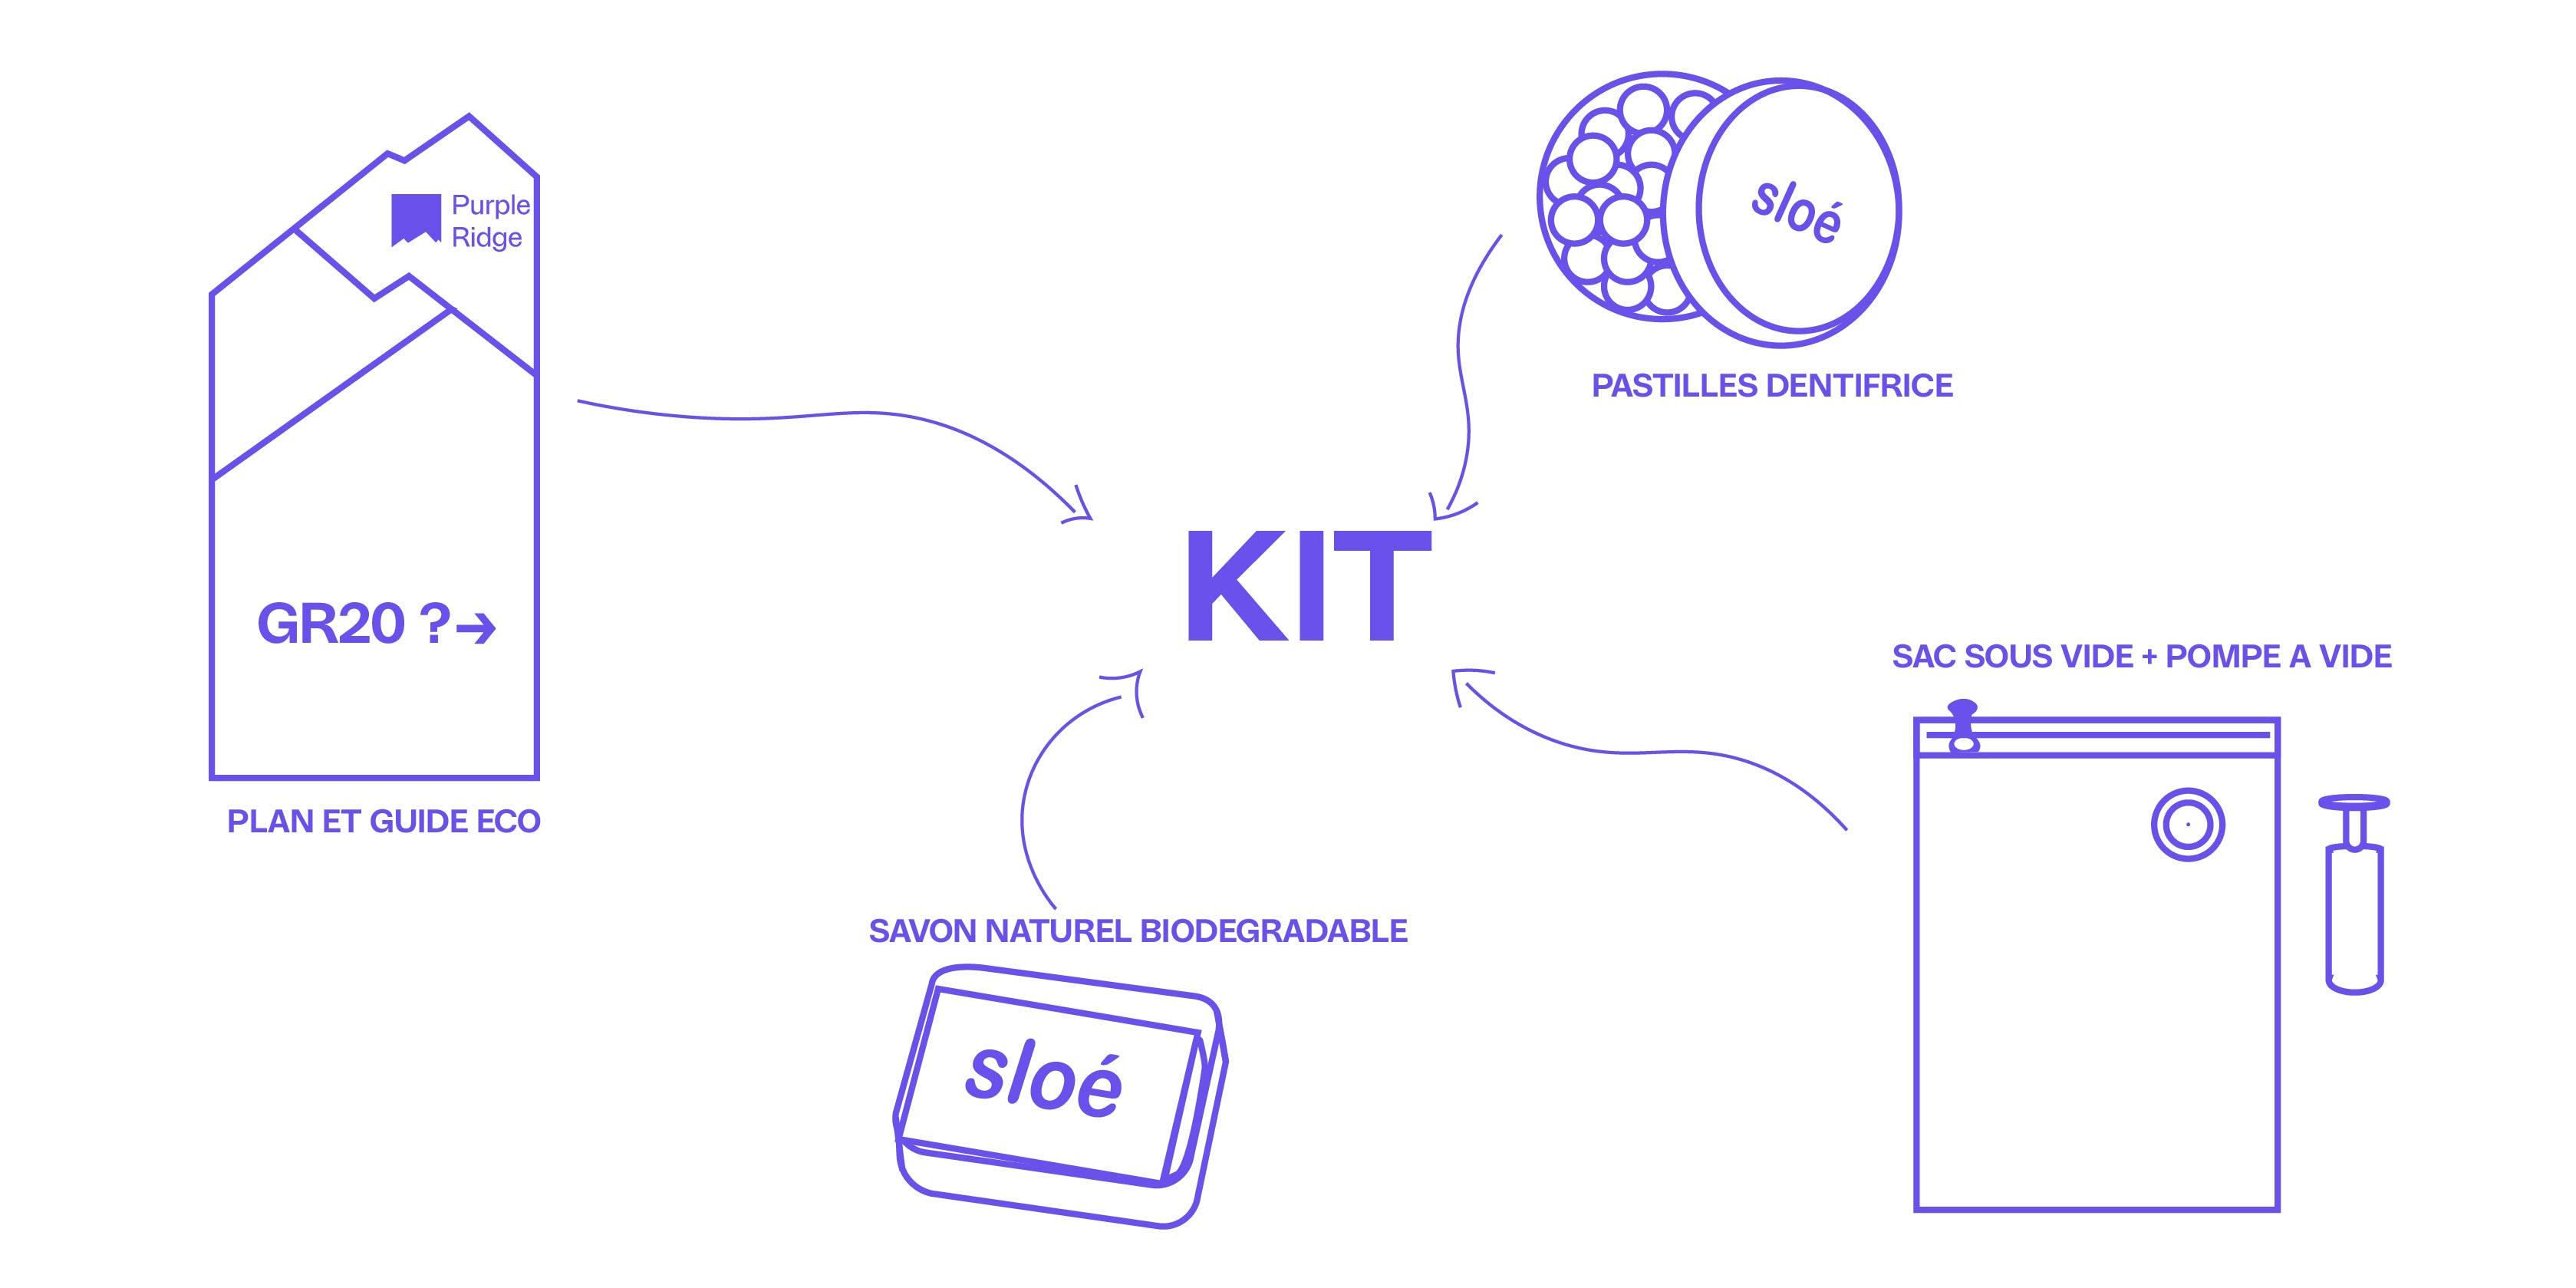 Purple
Ridge
GR20 ?→
PLAN ET GUIDE ECO
sloé
PASTILLES DENTIFRICE
KIT
SAC SOUS VIDE + POMPE A VIDE
SAVON NATUREL BIODEGRADABLE
sloé